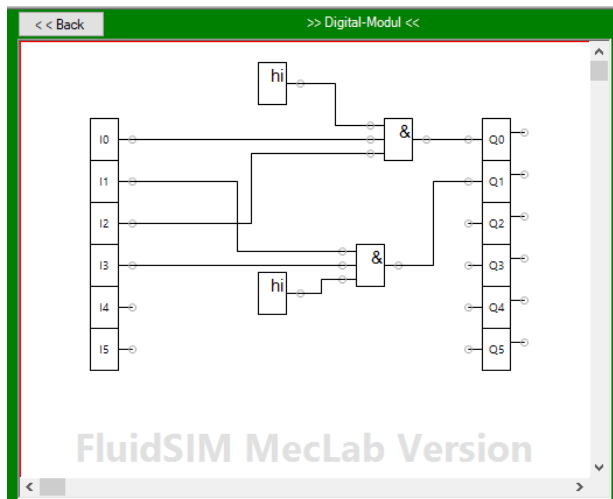 < < Back
>> Digital-Modul <<
hi
I0
&
Q0
I1
Q1
I2
Q2
I3
&
Q3
hi
I4
Q4
I5
Q5
FluidSIM MecLab Version